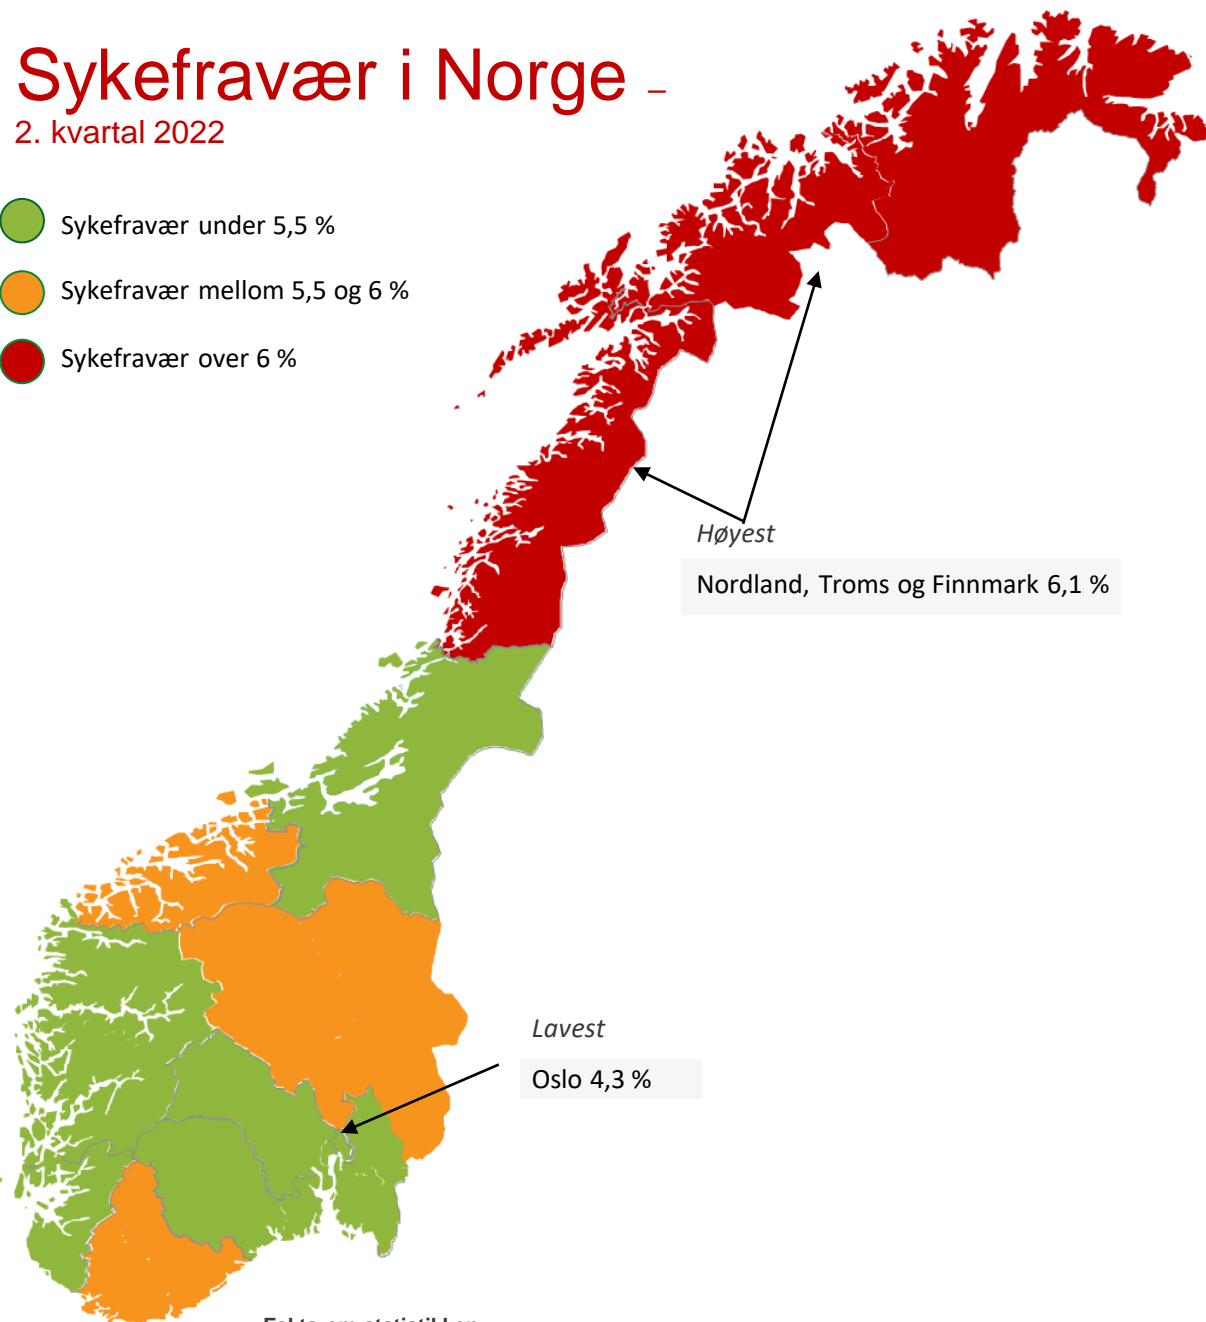 Sykefravær i Norge –
2. kvartal 2022
Sykefravær under 5,5 %
Sykefravær mellom 5,5 og 6 %
Sykefravær over 6 %
Høyest
Nordland, Troms og Finnmark 6,1 %
Lavest
Oslo 4,3 %